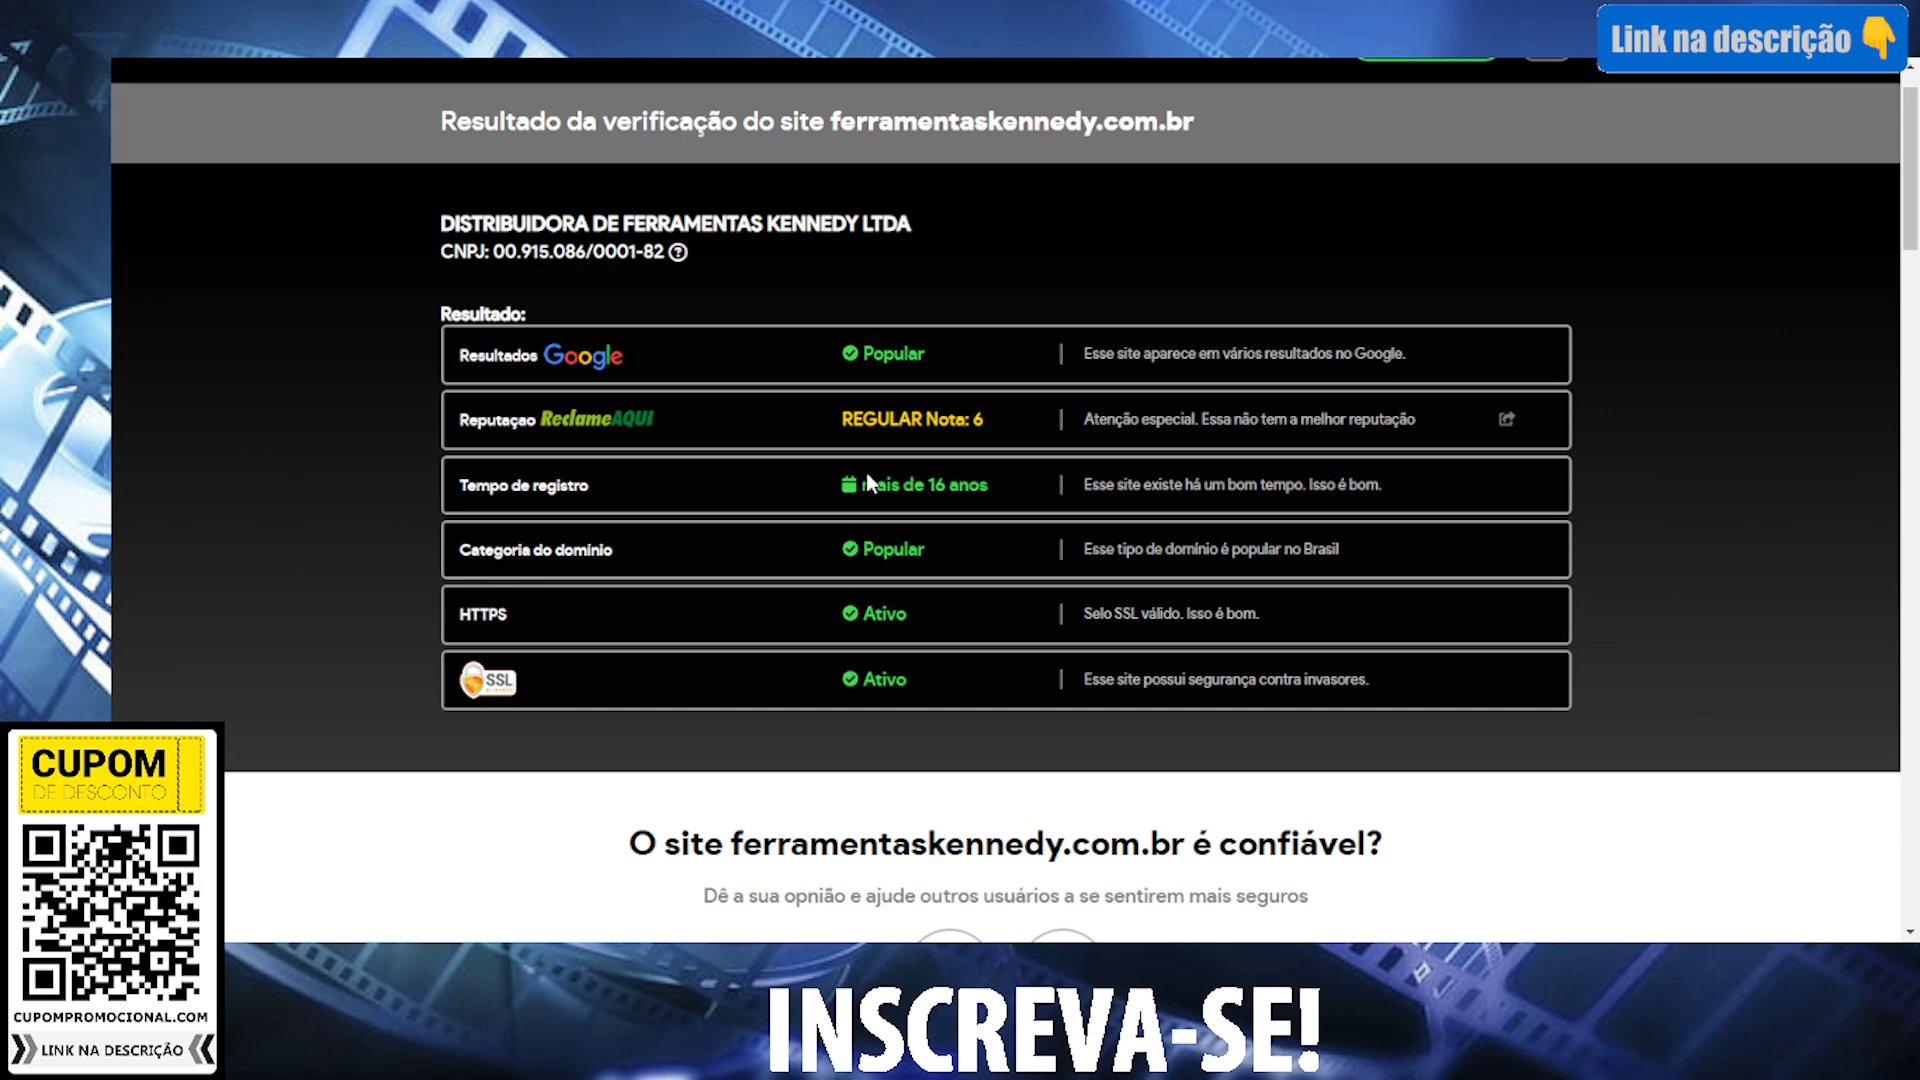 Link na descrição
Resultado da verificação do site ferramentaskennedy.com.br
DISTRIBUIDORA DE FERRAMENTAS KENNEDY LTDA
CNPJ: 00.915.086/0001-82
Resultado:
Resultados Google Popular | Esse site aparece em vários resultados no Google.
Reputaçao ReclameAQUI REGULAR Nota: 6 | Atenção especial. Essa não tem a melhor reputação
Tempo de registro mais de 16 anos | Esse site existe há um bom tempo. Isso é bom.
Categoria do domínio Popular | Esse tipo de domínio é popular no Brasil
HTTPS Ativo | Selo SSL válido. Isso é bom.
SSL Ativo | Esse site possui segurança contra invasores.
O site ferramentaskennedy.com.br é confiável?
Dê a sua opnião e ajude outros usuários a se sentirem mais seguros
CUPOM
DE DESCONTO
CUPOMPROMOCIONAL.COM
LINK NA DESCRIÇÃO
INSCREVA-SE!